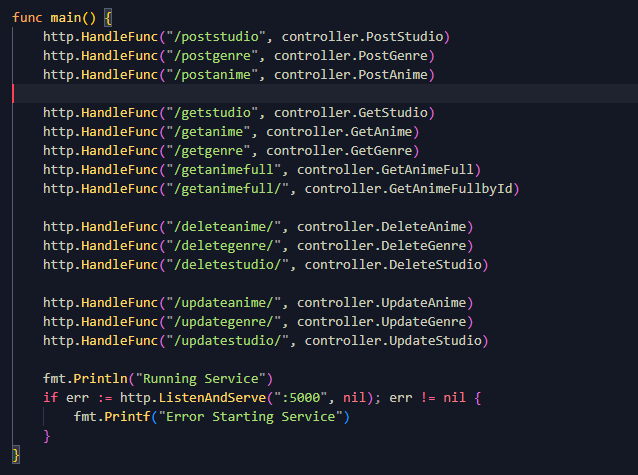 func main() {
    http.HandleFunc("/poststudio", controller.PostStudio)
    http.HandleFunc("/postgenre", controller.PostGenre)
    http.HandleFunc("/postanime", controller.PostAnime)

    http.HandleFunc("/getstudio", controller.GetStudio)
    http.HandleFunc("/getanime", controller.GetAnime)
    http.HandleFunc("/getgenre", controller.GetGenre)
    http.HandleFunc("/getanimefull", controller.GetAnimeFull)
    http.HandleFunc("/getanimefull/", controller.GetAnimeFullbyId)

    http.HandleFunc("/deleteanime/", controller.DeleteAnime)
    http.HandleFunc("/deletegenre/", controller.DeleteGenre)
    http.HandleFunc("/deletestudio/", controller.DeleteStudio)

    http.HandleFunc("/updateanime/", controller.UpdateAnime)
    http.HandleFunc("/updategenre/", controller.UpdateGenre)
    http.HandleFunc("/updatestudio/", controller.UpdateStudio)

    fmt.Println("Running Service")
    if err := http.ListenAndServe(":5000", nil); err != nil {
        fmt.Printf("Error Starting Service")
    }
}